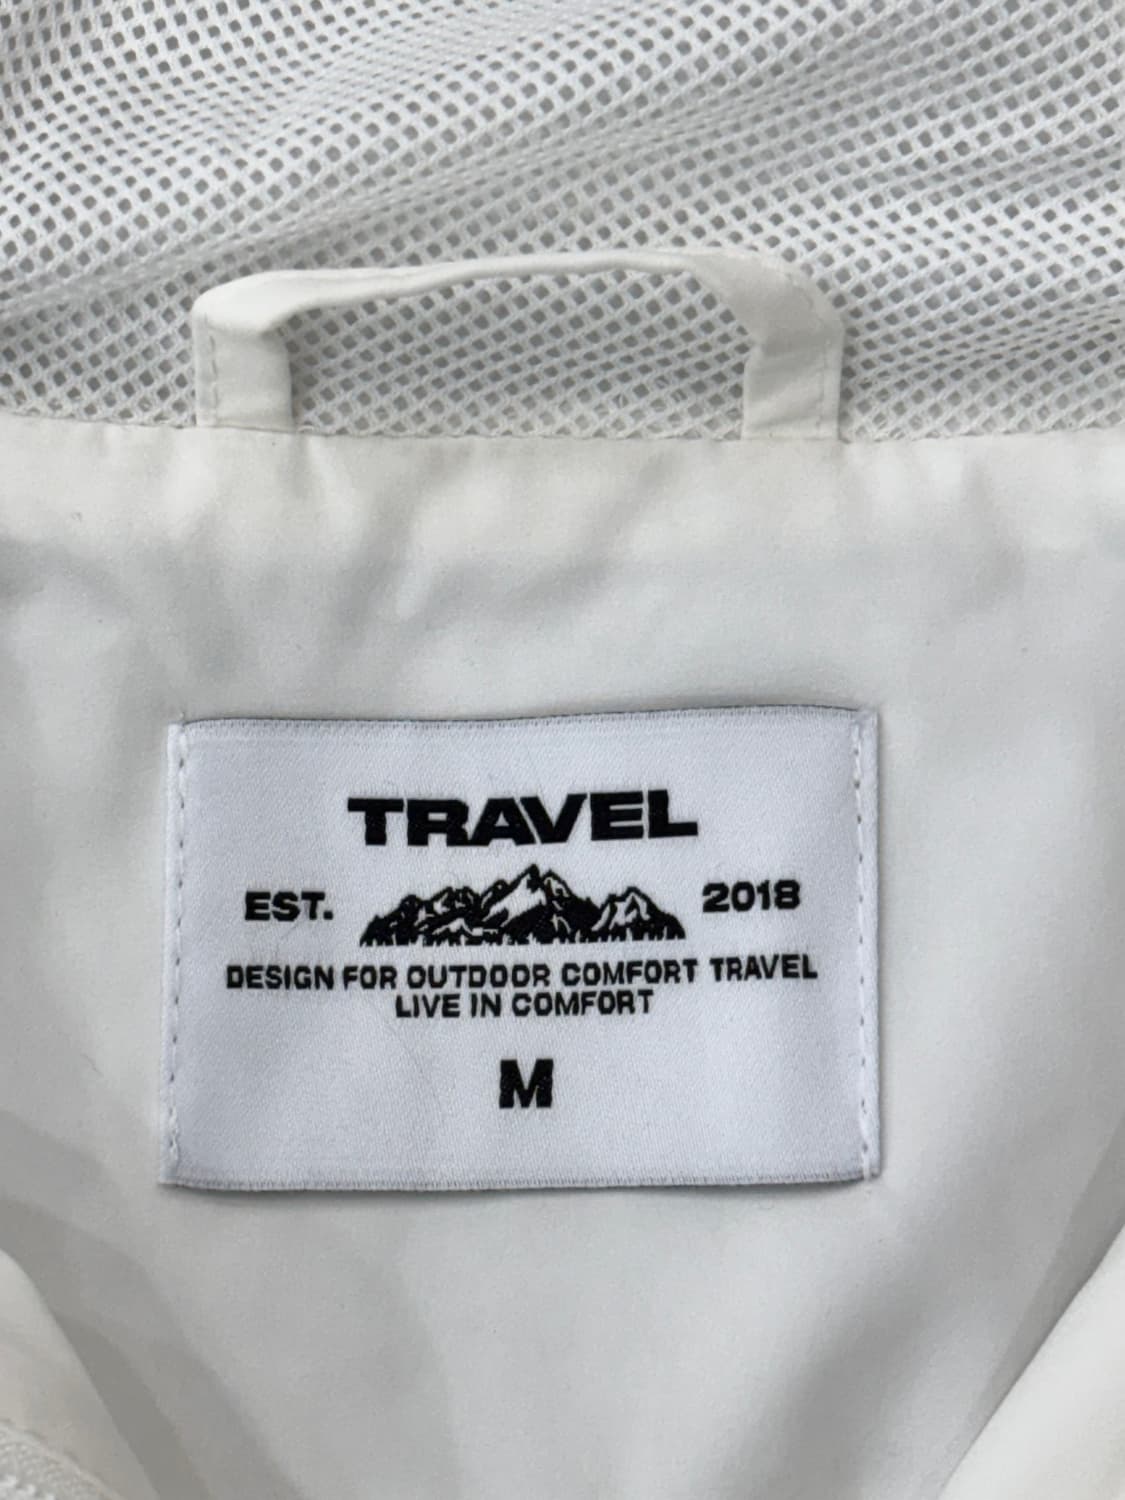 TRAVEL
EST. 2018
DESIGN FOR OUTDOOR COMFORT TRAVEL
LIVE IN COMFORT
M